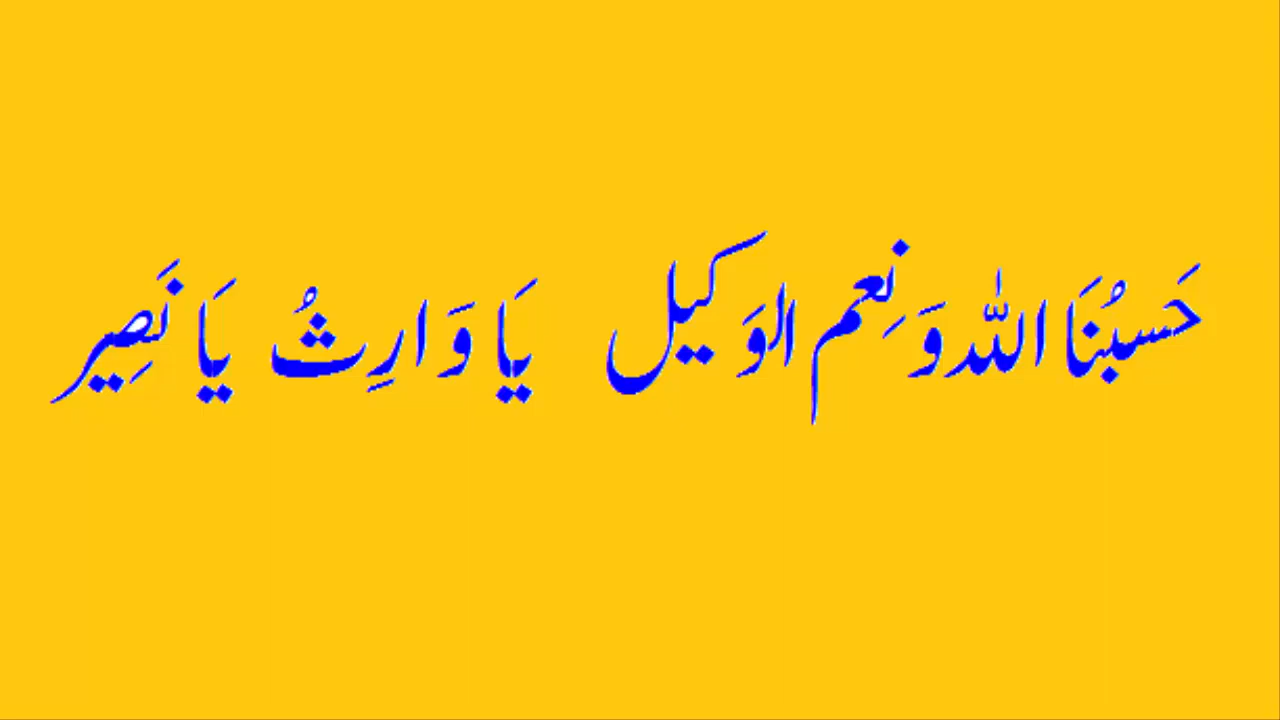 حَسبُنَا اللہ وَنِعم الوَکیل یَا وَارِثُ یَا نَصِیر